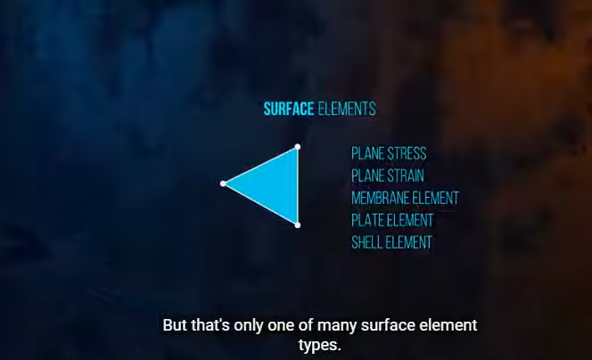 SURFACE ELEMENTS
PLANE STRESS
PLANE STRAIN
MEMBRANE ELEMENT
PLATE ELEMENT
SHELL ELEMENT
But that's only one of many surface element
types.